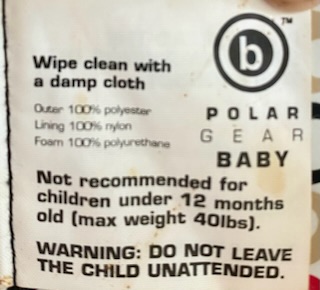 Wipe clean with
a damp cloth
Outer 100% polyester
Lining 100% nylon
Foam 100% polyurethane
b
TM
POLAR
GEAR
BABY
Not recommended for
children under 12 months
old (max weight 40lbs).
WARNING: DO NOT LEAVE
THE CHILD UNATTENDED.